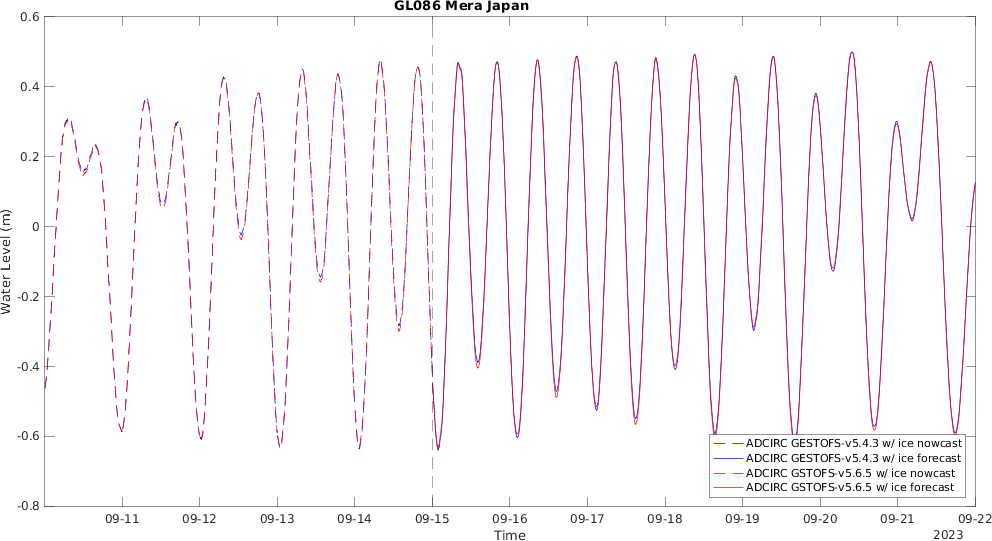 GL086 Mera Japan
Water Level (m)
0.6
0.4
0.2
0
-0.2
-0.4
-0.6
-0.8
ADCIRC GESTOFS-v5.4.3 w/ ice nowcast
ADCIRC GESTOFS-v5.4.3 w/ ice forecast
ADCIRC GSTOFS-v5.6.5 w/ ice nowcast
ADCIRC GSTOFS-v5.6.5 w/ ice forecast
09-11 09-12 09-13 09-14 09-15 09-16 09-17 09-18 09-19 09-20 09-21 09-22
Time
2023